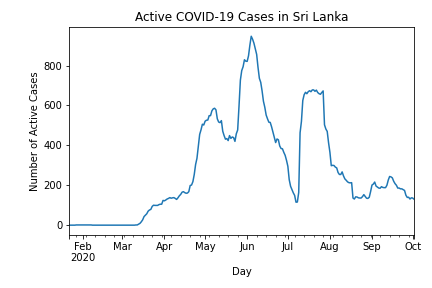 Active COVID-19 Cases in Sri Lanka
Number of Active Cases
800
600
400
200
0
Feb Mar Apr May Jun Jul Aug Sep Oct
2020
Day